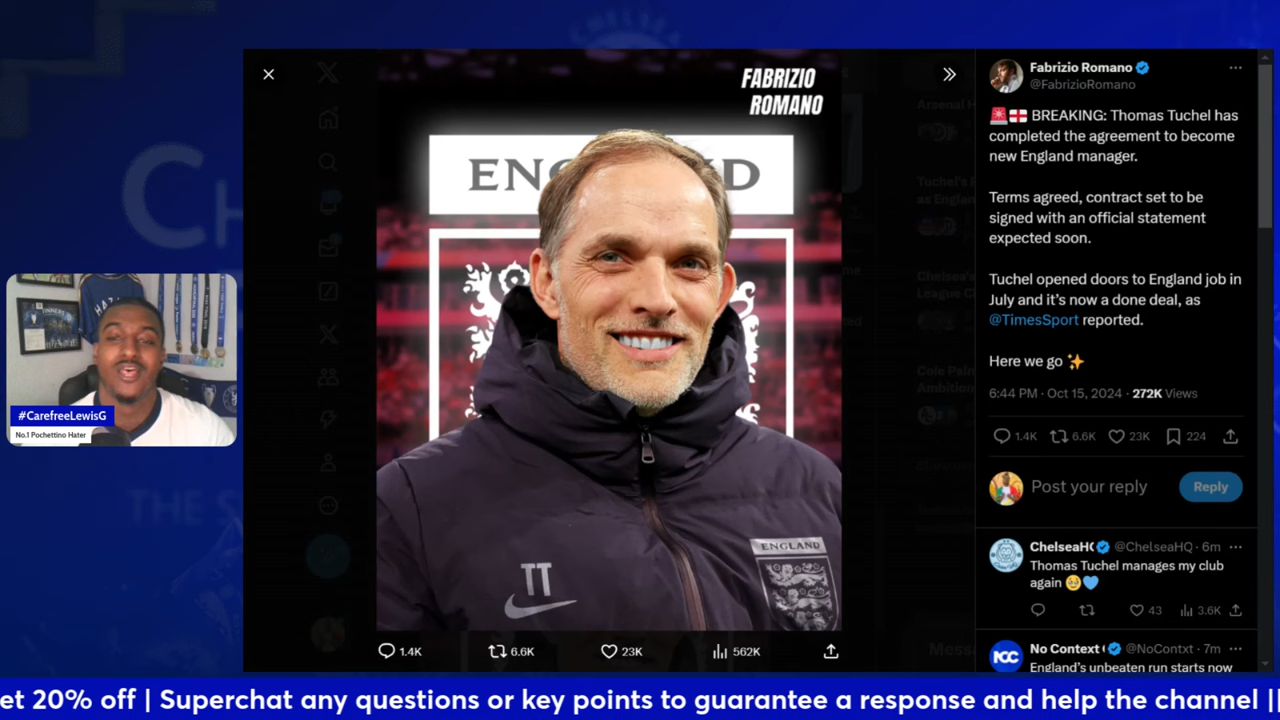 FABRIZIO
ROMANO
Fabrizio Romano
@FabrizioRomano
🚨🏴󠁧󠁢󠁥󠁮󠁧󠁿 BREAKING: Thomas Tuchel has
completed the agreement to become
new England manager.
Terms agreed, contract set to be
signed with an official statement
expected soon.
Tuchel opened doors to England job in
July and it's now a done deal, as
@TimesSport reported.
Here we go ✨
6:44 PM · Oct 15, 2024 · 272K Views
1.4K 6.6K 23K 224
Post your reply
Reply
ChelseaHQ @ChelseaHQ · 6m
Thomas Tuchel manages my club
again 🥹💙
43 3.6K
No Context @NoContxt · 7m
England's unbeaten run starts now
NCC
ENGLAND
TT
1.4K 6.6K 23K 562K
#CarefreeLewisG
No.1 Pochettino Hater
et 20% off | Superchat any questions or key points to guarantee a response and help the channel |